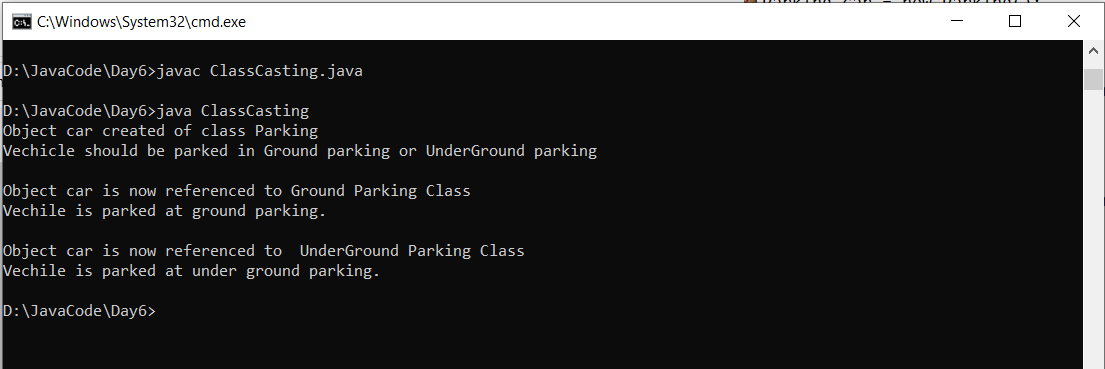 C:\Windows\System32\cmd.exe
D:\JavaCode\Day6>javac ClassCasting.java
D:\JavaCode\Day6>java ClassCasting
Object car created of class Parking
Vechicle should be parked in Ground parking or UnderGround parking
Object car is now referenced to Ground Parking Class
Vechile is parked at ground parking.
Object car is now referenced to  UnderGround Parking Class
Vechile is parked at under ground parking.
D:\JavaCode\Day6>